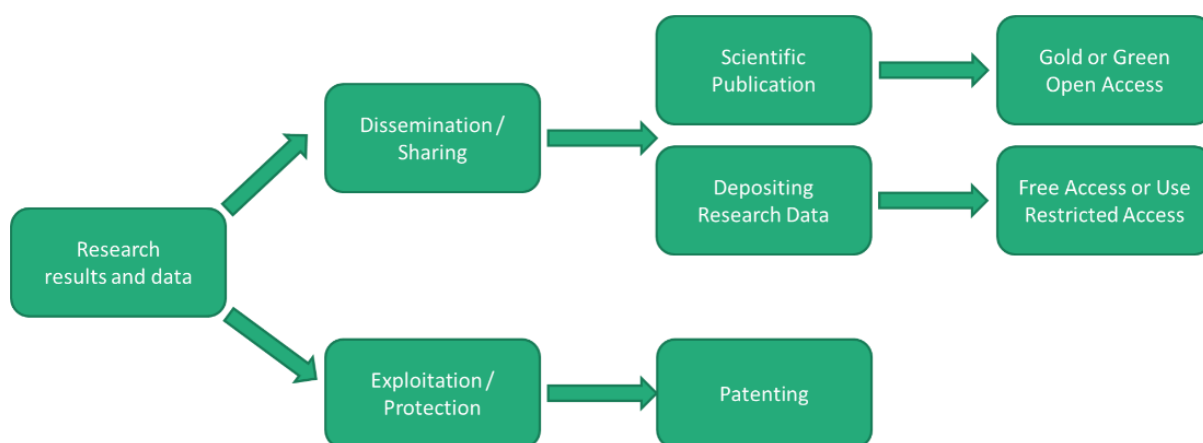 Scientific
Publication
Gold or Green
Open Access
Dissemination /
Sharing
Depositing
Research Data
Free Access or Use
Restricted Access
Research
results and data
Exploitation /
Protection
Patenting